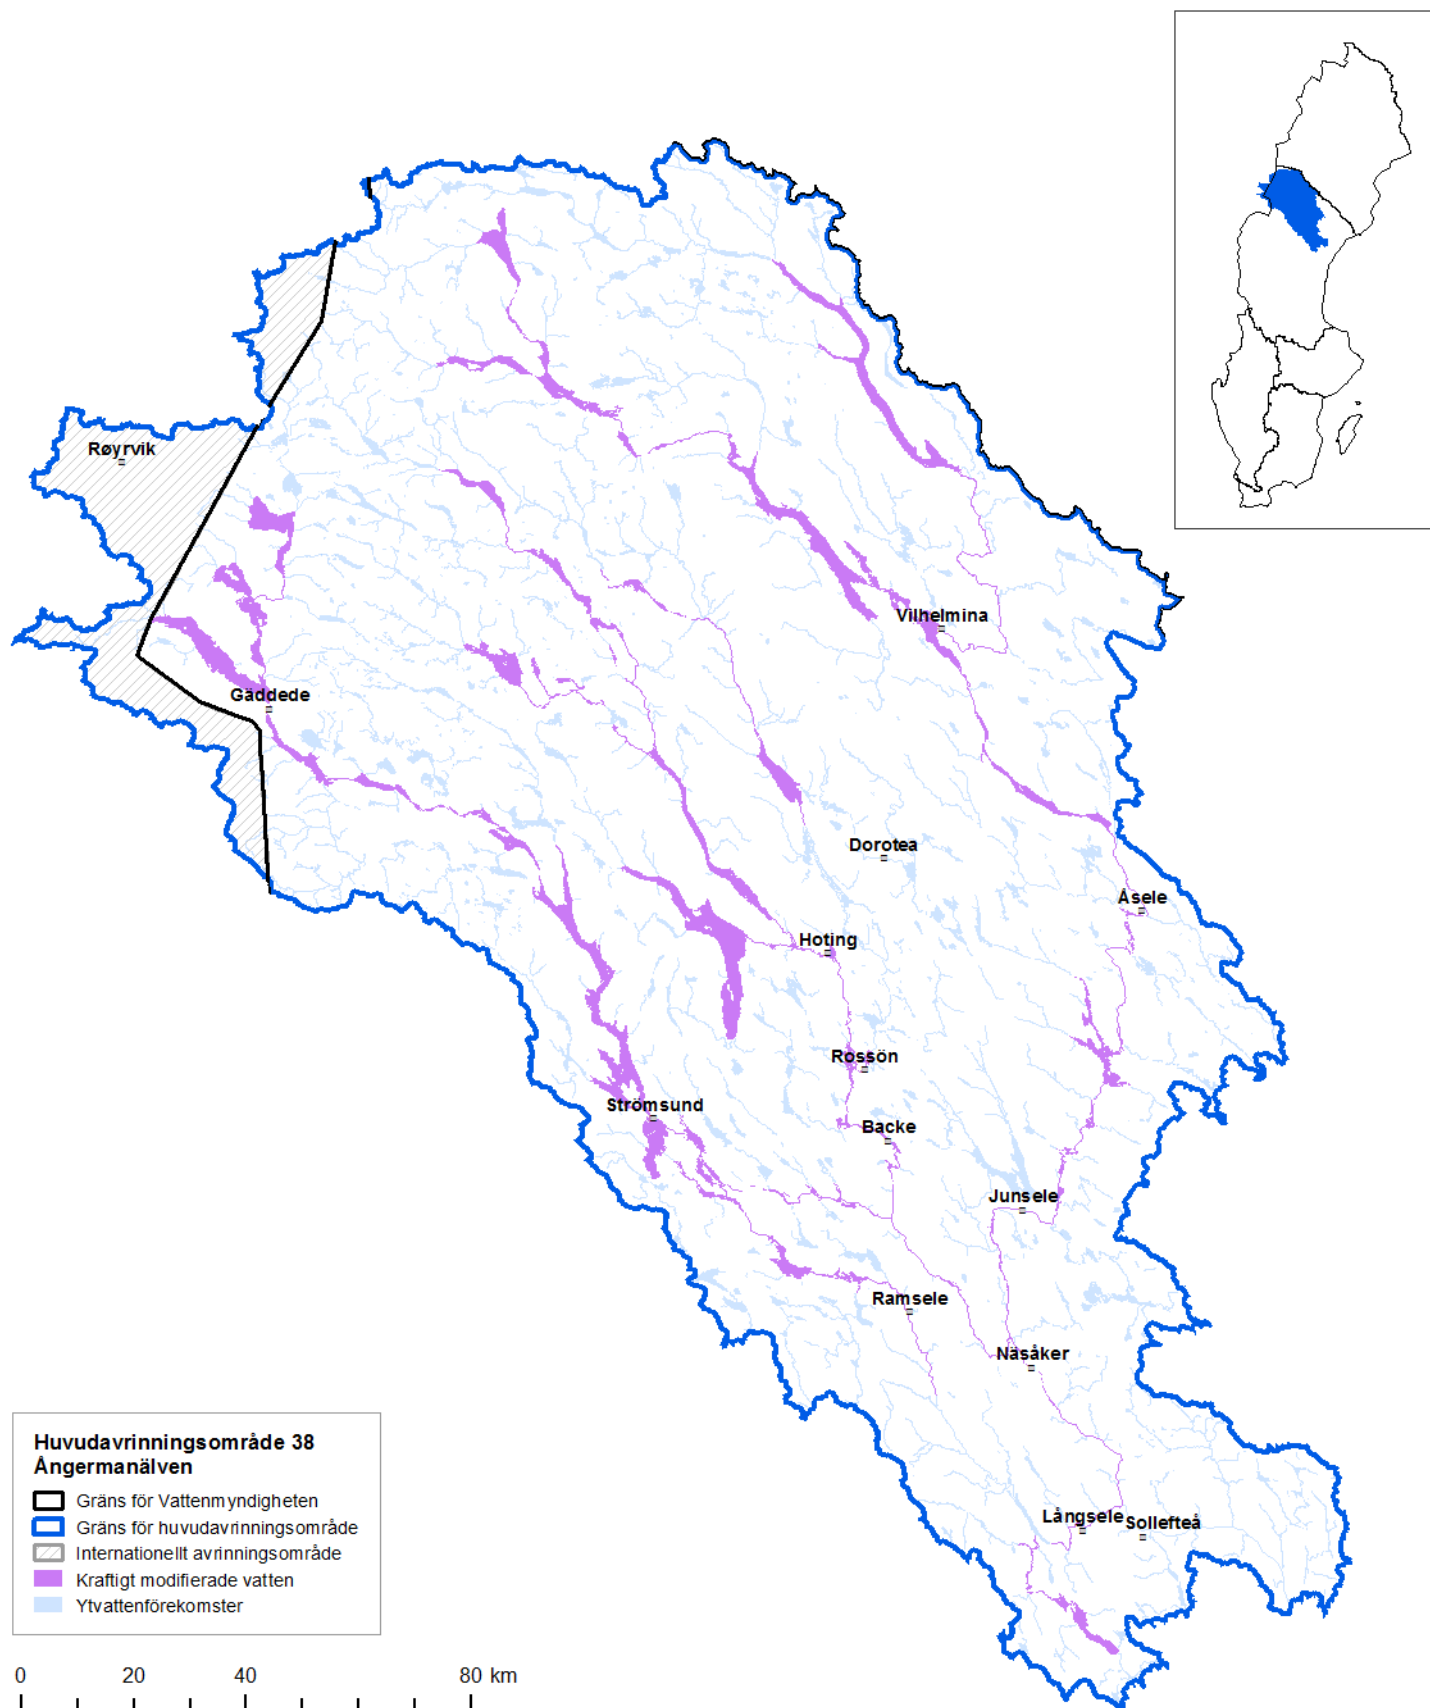 Røyrvik
Vilhelmina
Gäddede
Dorotea
Åsele
Hoting
Rossön
Strömsund
Backe
Junsele
Ramsele
Näsåker
Långsele
Sollefteå
Huvudavrinningsområde 38
Ångermanälven
Gräns för Vattenmyndigheten
Gräns för huvudavrinningsområde
Internationellt avrinningsområde
Kraftigt modifierade vatten
Ytvattenförekomster
0 20 40 80 km